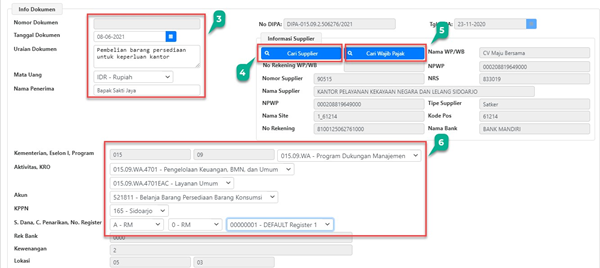 Info Dokumen
3
Nomor Dokumen
No DIPA: DIPA-015.09.2.506276/2021
23-11-2020
Tanggal Dokumen 08-06-2021
5
Informasi Supplier
Uraian Dokumen Pembelian barang persediaan untuk keperluan kantor
Cari Supplier Cari Wajib Pajak
Nama WP/WB CV Maju Bersama
4
No Rekening WP/WB
NPWP 000208819649000
Mata Uang IDR - Rupiah
Nomor Supplier 90515
NRS 833019
Nama Penerima Bapak Sakti Jaya
Nama Supplier KANTOR PELAYANAN KEKAYAAN NEGARA DAN LELANG SIDOARJO
NPWP 000208819649000
Tipe Supplier Satker
Nama Site 1_61214
Kode Pos 61214
No Rekening 8100125062761000
Nama Bank BANK MANDIRI
6
Kementerian, Eselon I, Program 015 09 015.09.WA - Program Dukungan Manajemen
Aktivitas, KRO 015.09.WA.4701 - Pengelolaan Keuangan, BMN, dan Umum
015.09.WA.4701EAC - Layanan Umum
Akun 521811 - Belanja Barang Persediaan Barang Konsumsi
KPPN 165 - Sidoarjo
S. Dana, C. Penarikan, No. Register A - RM 0 - RM 00000001 - DEFAULT Register 1
Rek Bank 0000
Kewenangan 2
Lokasi 05 03